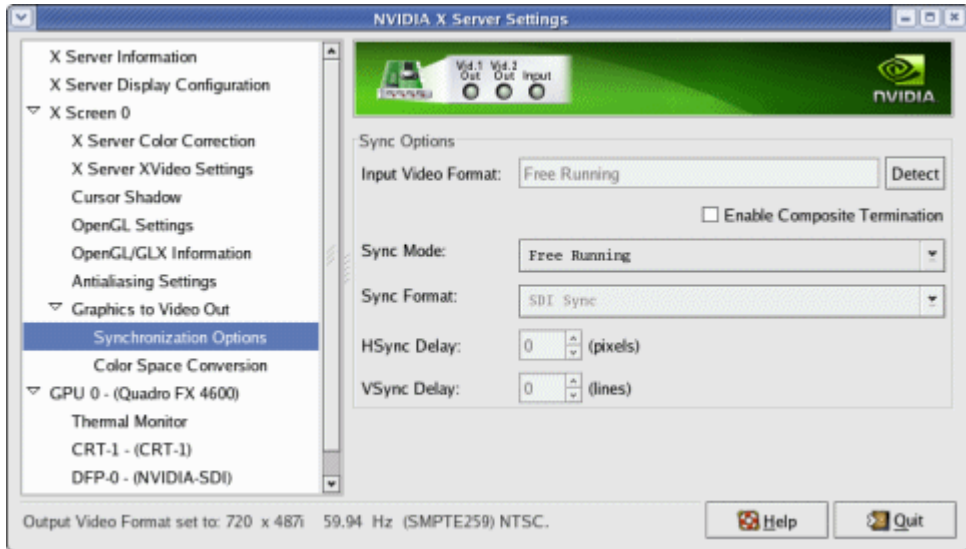 NVIDIA X Server Settings
X Server Information
X Server Display Configuration
X Screen 0
X Server Color Correction
X Server XVideo Settings
Cursor Shadow
OpenGL Settings
OpenGL/GLX Information
Antialiasing Settings
Graphics to Video Out
Synchronization Options
Color Space Conversion
GPU 0 - (Quadro FX 4600)
Thermal Monitor
CRT-1 - (CRT-1)
DFP-0 - (NVIDIA-SDI)
Vid.1 Out Vid.2 Out Input
NVIDIA
Sync Options
Input Video Format: Free Running Detect
Enable Composite Termination
Sync Mode: Free Running
Sync Format: SDI Sync
HSync Delay: 0 (pixels)
VSync Delay: 0 (lines)
Output Video Format set to: 720 x 487i 59.94 Hz (SMPTE259) NTSC.
Help Quit